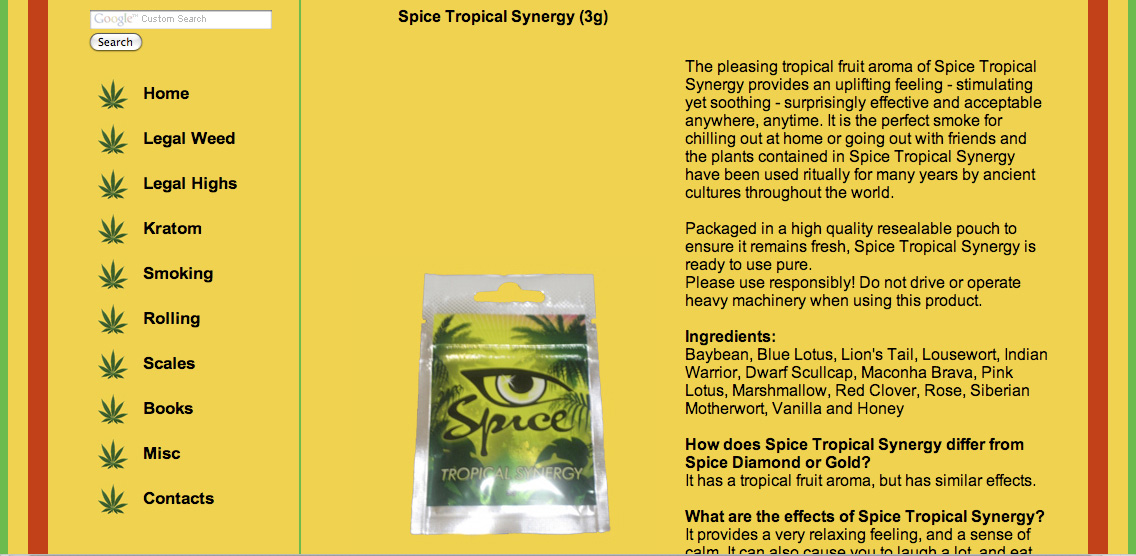 Google™ Custom Search
Search
Home
Legal Weed
Legal Highs
Kratom
Smoking
Rolling
Scales
Books
Misc
Contacts
Spice Tropical Synergy (3g)
Spice
TROPICAL SYNERGY
The pleasing tropical fruit aroma of Spice Tropical
Synergy provides an uplifting feeling - stimulating
yet soothing - surprisingly effective and acceptable
anywhere, anytime. It is the perfect smoke for
chilling out at home or going out with friends and
the plants contained in Spice Tropical Synergy
have been used ritually for many years by ancient
cultures throughout the world.
Packaged in a high quality resealable pouch to
ensure it remains fresh, Spice Tropical Synergy is
ready to use pure.
Please use responsibly! Do not drive or operate
heavy machinery when using this product.
Ingredients:
Baybean, Blue Lotus, Lion's Tail, Lousewort, Indian
Warrior, Dwarf Scullcap, Maconha Brava, Pink
Lotus, Marshmallow, Red Clover, Rose, Siberian
Motherwort, Vanilla and Honey
How does Spice Tropical Synergy differ from
Spice Diamond or Gold?
It has a tropical fruit aroma, but has similar effects.
What are the effects of Spice Tropical Synergy?
It provides a very relaxing feeling, and a sense of
calm. It can also cause you to laugh a lot, and eat